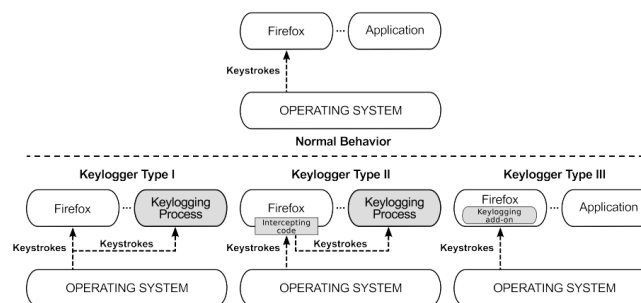 Firefox
...
Application
Keystrokes
OPERATING SYSTEM
Normal Behavior
Keylogger Type I
Keylogger Type II
Keylogger Type III
Firefox
...
Keylogging
Process
Keystrokes
Keystrokes
OPERATING SYSTEM
Firefox
Intercepting
code
...
Keylogging
Process
Keystrokes
Keystrokes
OPERATING SYSTEM
Firefox
Keylogging
add-on
...
Application
Keystrokes
OPERATING SYSTEM